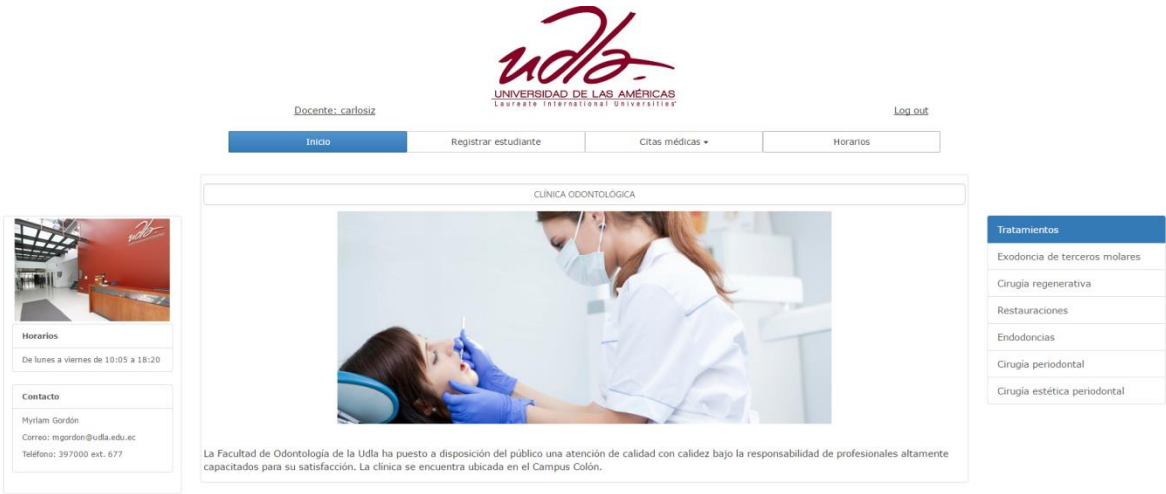 udla-
UNIVERSIDAD DE LAS AMÉRICAS
Laureate International Universities
Docente: carlosiz
Log out
Inicio
Registrar estudiante
Citas médicas
Horarios
CLÍNICA ODONTOLÓGICA
udla-
Horarios
De lunes a viernes de 10:05 a 18:20
Contacto
Myriam Gordón
Correo: mgordon@udla.edu.ec
Teléfono: 397000 ext. 677
La Facultad de Odontología de la Udla ha puesto a disposición del público una atención de calidad con calidez bajo la responsabilidad de profesionales altamente
capacitados para su satisfacción. La clínica se encuentra ubicada en el Campus Colón.
Tratamientos
Exodoncia de terceros molares
Cirugía regenerativa
Restauraciones
Endodoncias
Cirugía periodontal
Cirugía estética periodontal